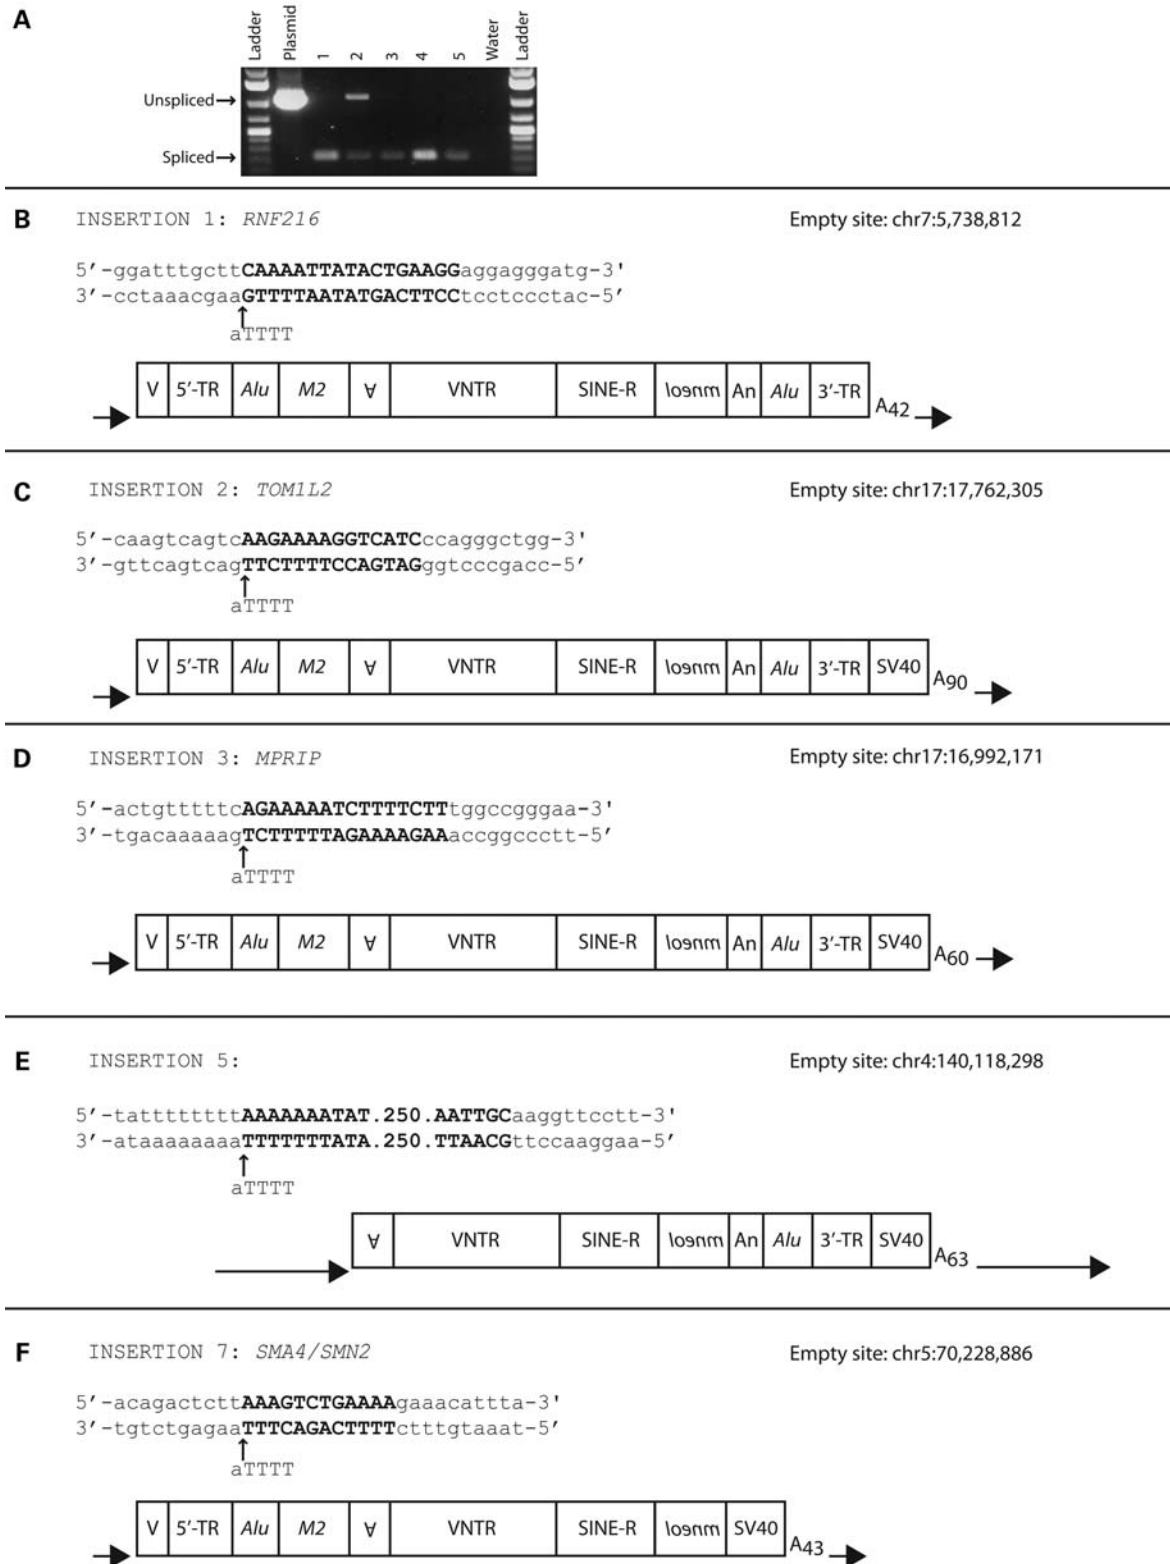 A
Ladder Plasmid 1 2 3 4 5 Water Ladder
Unspliced
Spliced
B INSERTION 1: RNF216 Empty site: chr7:5,738,812
5′-ggatttgcttCAAAATTATACTGAAGGaggagggatg-3'
3′-cctaaacgaaGTTTTAATATGACTTCCtcctccctac-5′
aTTTT
V 5′-TR Alu M2 ∀ VNTR SINE-R mneoI An Alu 3′-TR A42
C INSERTION 2: TOM1L2 Empty site: chr17:17,762,305
5′-caagtcagtcAAGAAAAGGTCATCccagggctgg-3'
3′-gttcagtcagTTCTTTTCCAGTAGggtcccgacc-5′
aTTTT
V 5′-TR Alu M2 ∀ VNTR SINE-R mneoI An Alu 3′-TR SV40 A90
D INSERTION 3: MPRIP Empty site: chr17:16,992,171
5′-actgtttttcAGAAAAATCTTTTCTTtggccgggaa-3'
3′-tgacaaaaagTCTTTTTAGAAAAGAAaccggccctt-5′
aTTTT
V 5′-TR Alu M2 ∀ VNTR SINE-R mneoI An Alu 3′-TR SV40 A60
E INSERTION 5: Empty site: chr4:140,118,298
5′-tattttttttAAAAAAATAT.250.AATTGCaaggttcctt-3'
3′-ataaaaaaaaTTTTTTTATA.250.TTAACGttccaaggaa-5′
aTTTT
∀ VNTR SINE-R mneoI An Alu 3′-TR SV40 A63
F INSERTION 7: SMA4/SMN2 Empty site: chr5:70,228,886
5′-acagactcttAAAGTCTGAAAAgaaacattta-3'
3′-tgtctgagaaTTTCAGACTTTTctttgtaaat-5′
aTTTT
V 5′-TR Alu M2 ∀ VNTR SINE-R mneoI SV40 A43